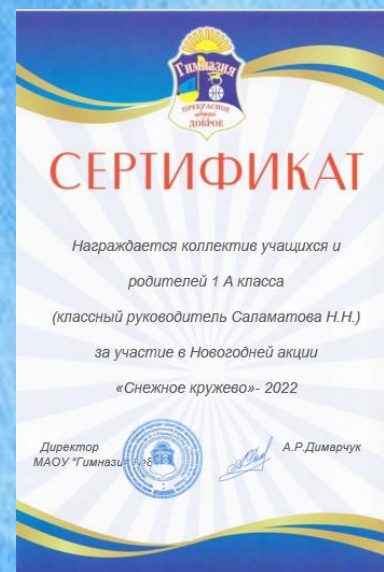 Гимназия
ПРЕКРАСНОЕ
ДОБРОЕ
СЕРТИФИКАТ
Награждается коллектив учащихся и
родителей 1 А класса
(классный руководитель Саламатова Н.Н.)
за участие в Новогодней акции
«Снежное кружево»- 2022
Директор А.Р.Димарчук
МАОУ "Гимназия №8